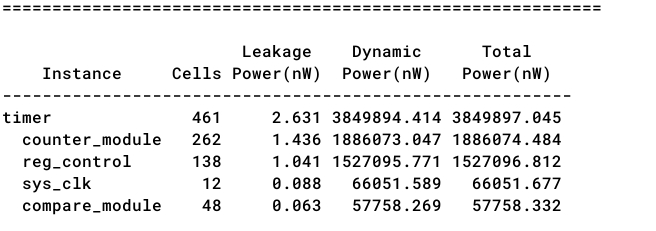 ============================================================
Leakage Dynamic Total
Instance Cells Power(nW) Power(nW) Power(nW)
---------------------------------------------------------
timer 461 2.631 3849894.414 3849897.045
counter_module 262 1.436 1886073.047 1886074.484
reg_control 138 1.041 1527095.771 1527096.812
sys_clk 12 0.088 66051.589 66051.677
compare_module 48 0.063 57758.269 57758.332